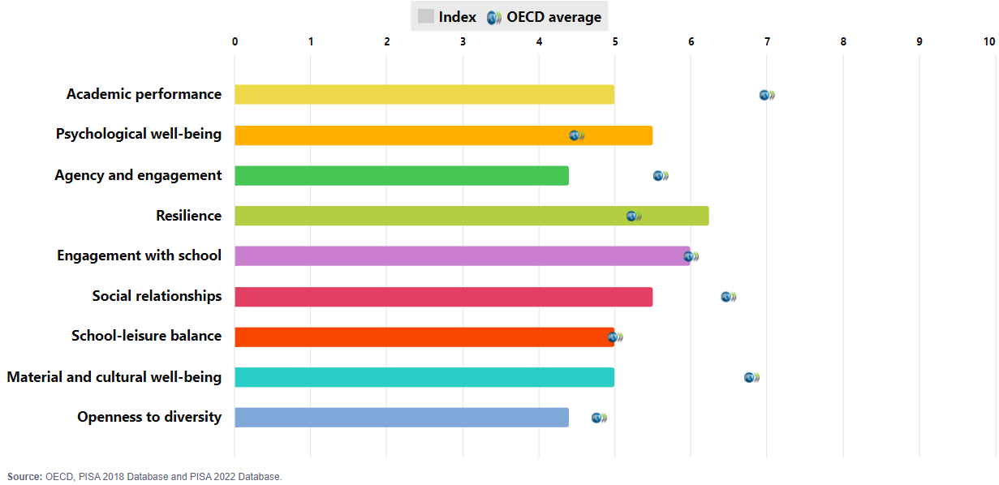 Index OECD average
0 1 2 3 4 5 6 7 8 9 10
Academic performance
Psychological well-being
Agency and engagement
Resilience
Engagement with school
Social relationships
School-leisure balance
Material and cultural well-being
Openness to diversity
Source: OECD, PISA 2018 Database and PISA 2022 Database.